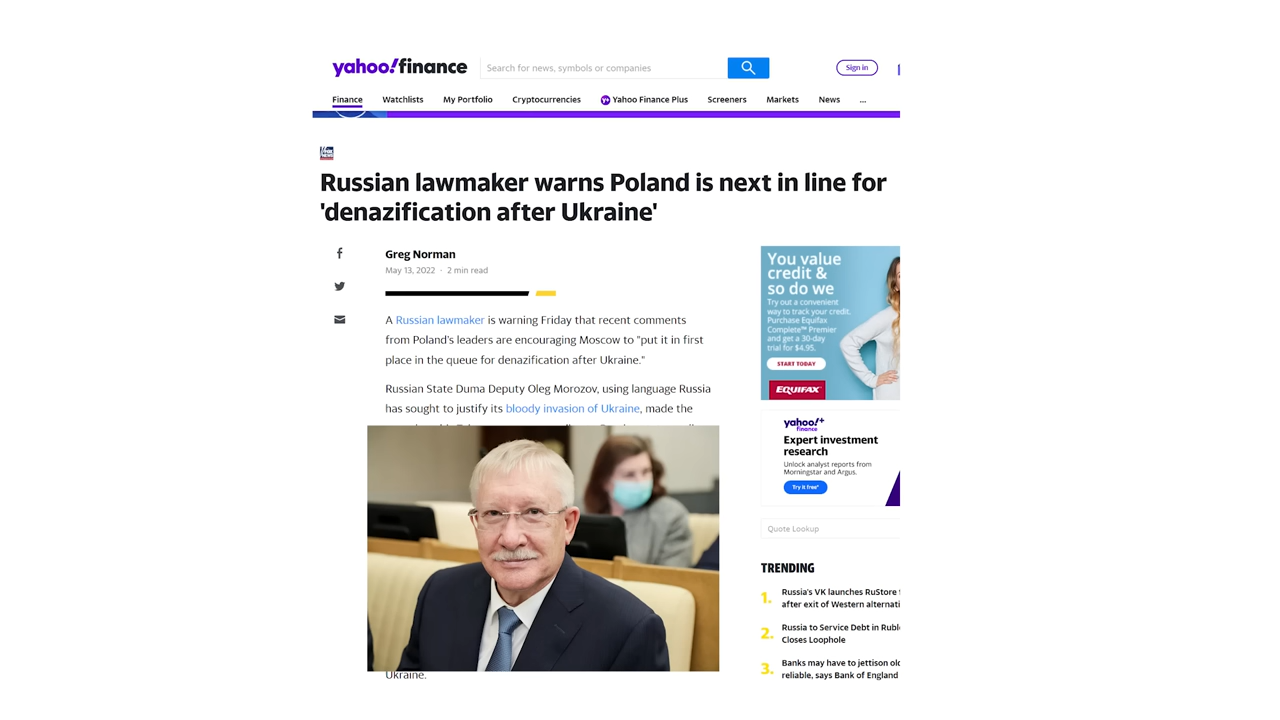 yahoo!finance
Search for news, symbols or companies
Sign in
Finance Watchlists My Portfolio Cryptocurrencies Yahoo Finance Plus Screeners Markets News ...
Russian lawmaker warns Poland is next in line for
'denazification after Ukraine'
Greg Norman
May 13, 2022 · 2 min read
A Russian lawmaker is warning Friday that recent comments
from Poland's leaders are encouraging Moscow to "put it in first
place in the queue for denazification after Ukraine."
Russian State Duma Deputy Oleg Morozov, using language Russia
has sought to justify its bloody invasion of Ukraine, made the
Ukraine.
You value
credit &
so do we
Try out a convenient
way to track your credit.
Purchase Equifax
Complete™ Premier
and get a 30-day
trial for $4.95.
START TODAY
EQUIFAX
yahoo!+
finance
Expert investment
research
Unlock analyst reports from
Morningstar and Argus.
Try it free*
Quote Lookup
TRENDING
1. Russia's VK launches RuStore
after exit of Western
2. Russia to Service Debt in
Closes Loophole
3. Banks may have to jettison
reliable, says Bank of England